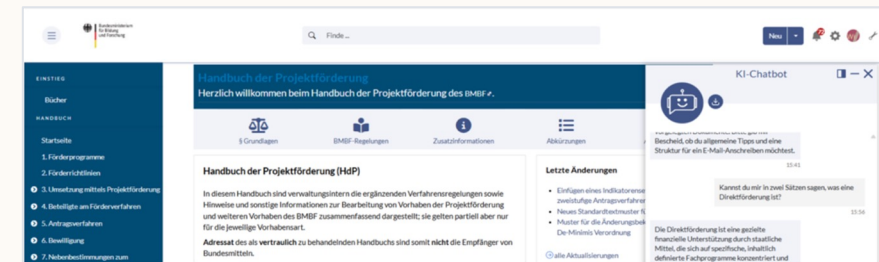 Bundesministerium
für Bildung
und Forschung
Finde ...
Neu
EINSTIEG
Bücher
HANDBUCH
Startseite
1. Förderprogramme
2. Förderrichtlinien
3. Umsetzung mittels Projektförderung
4. Beteiligte am Förderverfahren
5. Antragsverfahren
6. Bewilligung
7. Nebenbestimmungen zum
Handbuch der Projektförderung
Herzlich willkommen beim Handbuch der Projektförderung des BMBF.
§ Grundlagen
BMBF-Regelungen
Zusatzinformationen
Abkürzungen
Handbuch der Projektförderung (HdP)
In diesem Handbuch sind verwaltungsintern die ergänzenden Verfahrensregelungen sowie
Hinweise und sonstige Informationen zur Bearbeitung von Vorhaben der Projektförderung
und weiteren Vorhaben des BMBF zusammenfassend dargestellt; sie gelten partiell aber nur
für die jeweilige Vorhabensart.
Adressat des als vertraulich zu behandelnden Handbuchs sind somit nicht die Empfänger von
Bundesmitteln.
Letzte Änderungen
Einfügen eines Indikatorense
zweistufige Antragsverfahre
Neues Standardtextmuster fü
Muster für die Änderungsbek
De-Minimis Verordnung
alle Aktualisierungen
KI-Chatbot
Bescheid, ob du allgemeine Tipps und eine
Struktur für ein E-Mail-Anschreiben möchtest.
15:41
Kannst du mir in zwei Sätzen sagen, was eine
Direktförderung ist?
15:56
Die Direktförderung ist eine gezielte
finanzielle Unterstützung durch staatliche
Mittel, die sich auf spezifische, inhaltlich
definierte Fachprogramme konzentriert und